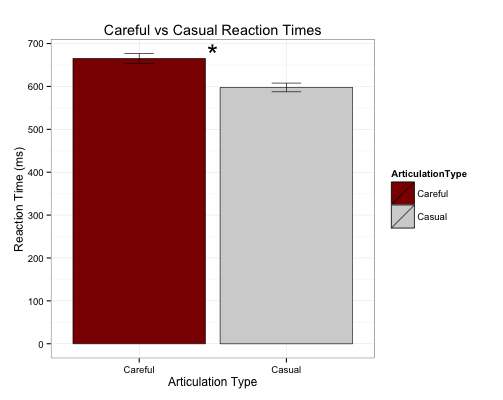 Careful vs Casual Reaction Times
700
600
500
400
300
200
100
0
Reaction Time (ms)
*
Careful
Casual
Articulation Type
ArticulationType
Careful
Casual